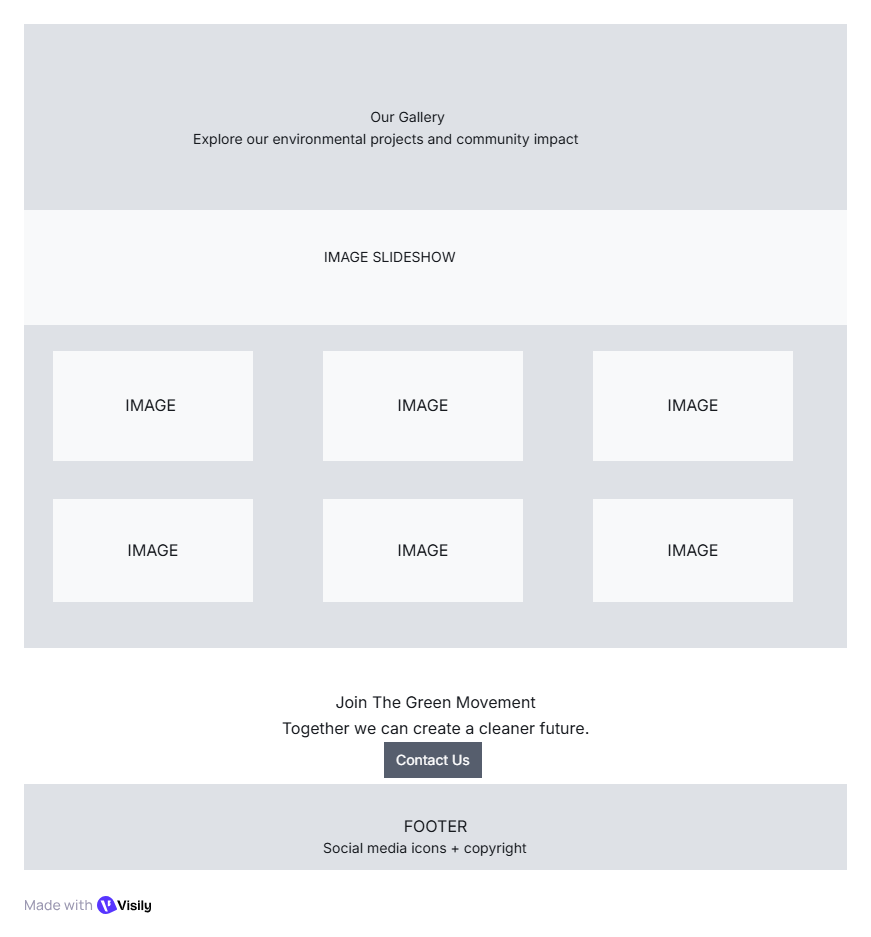 Our Gallery
Explore our environmental projects and community impact
IMAGE SLIDESHOW
IMAGE
IMAGE
IMAGE
IMAGE
IMAGE
IMAGE
Join The Green Movement
Together we can create a cleaner future.
Contact Us
FOOTER
Social media icons + copyright
Made with Visily